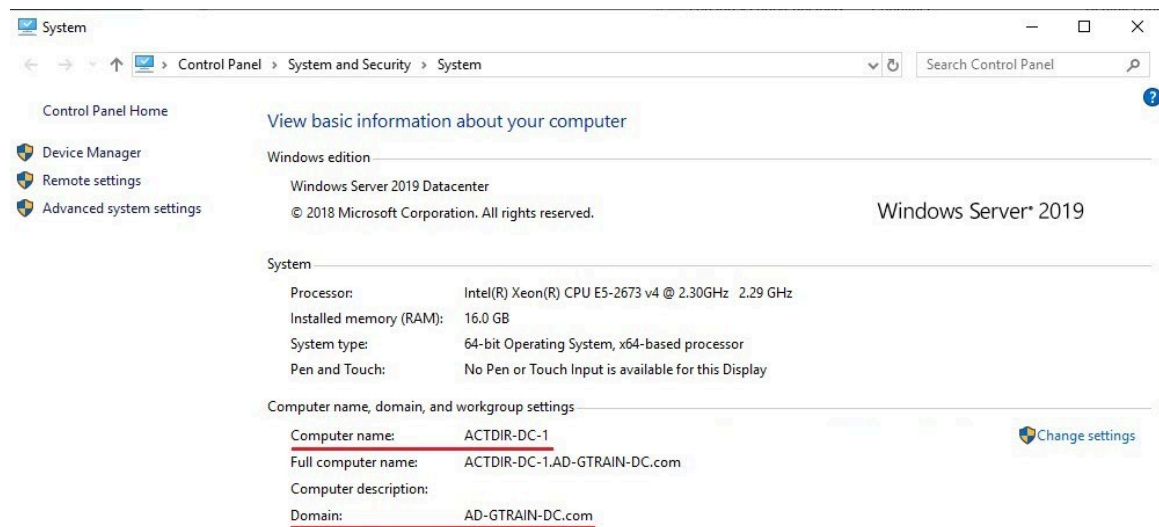 System
Control Panel > System and Security > System
Search Control Panel
Control Panel Home
Device Manager
Remote settings
Advanced system settings
View basic information about your computer
Windows edition
Windows Server 2019 Datacenter
© 2018 Microsoft Corporation. All rights reserved.
Windows Server® 2019
System
Processor: Intel(R) Xeon(R) CPU E5-2673 v4 @ 2.30GHz 2.29 GHz
Installed memory (RAM): 16.0 GB
System type: 64-bit Operating System, x64-based processor
Pen and Touch: No Pen or Touch Input is available for this Display
Computer name, domain, and workgroup settings
Computer name: ACTDIR-DC-1
Change settings
Full computer name: ACTDIR-DC-1.AD-GTRAIN-DC.com
Computer description:
Domain: AD-GTRAIN-DC.com